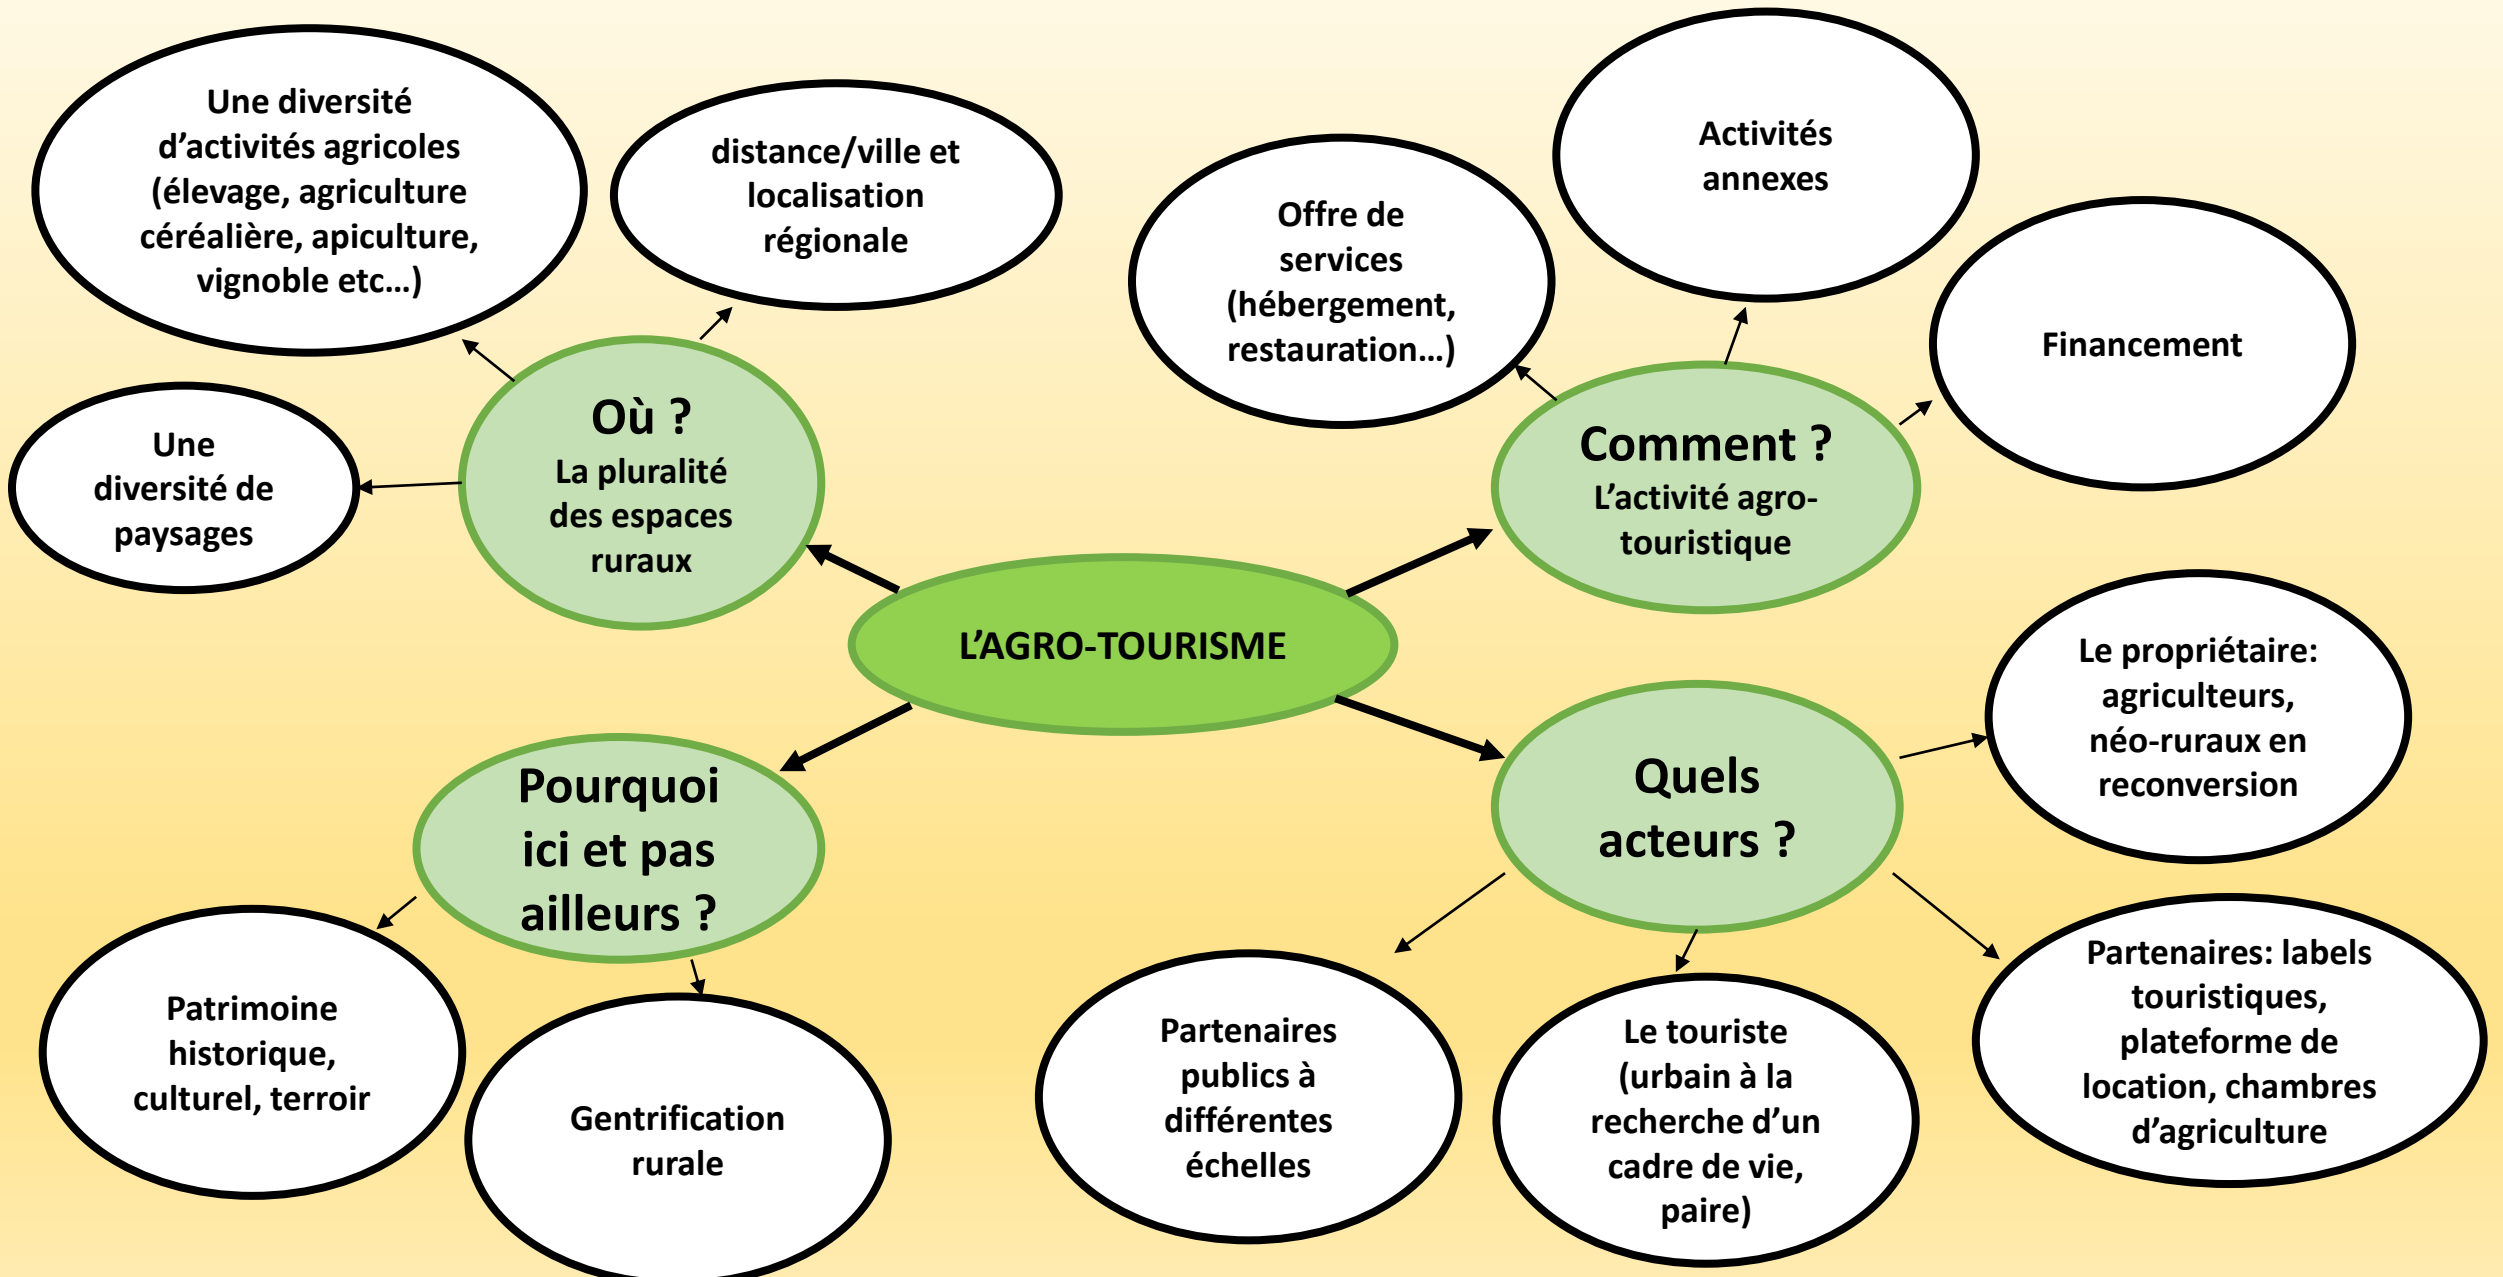 Une diversité
d’activités agricoles
(élevage, agriculture
céréalière, apiculture,
vignoble etc…)
distance/ville et
localisation
régionale
Une
diversité de
paysages
Où ?
La pluralité
des espaces
ruraux
Offre de
services
(hébergement,
restauration…)
Activités
annexes
Financement
Comment ?
L’activité agro-
touristique
L’AGRO-TOURISME
Pourquoi
ici et pas
ailleurs ?
Patrimoine
historique,
culturel, terroir
Gentrification
rurale
Quels
acteurs ?
Le propriétaire:
agriculteurs,
néo-ruraux en
reconversion
Partenaires
publics à
différentes
échelles
Le touriste
(urbain à la
recherche d’un
cadre de vie,
paire)
Partenaires: labels
touristiques,
plateforme de
location, chambres
d’agriculture